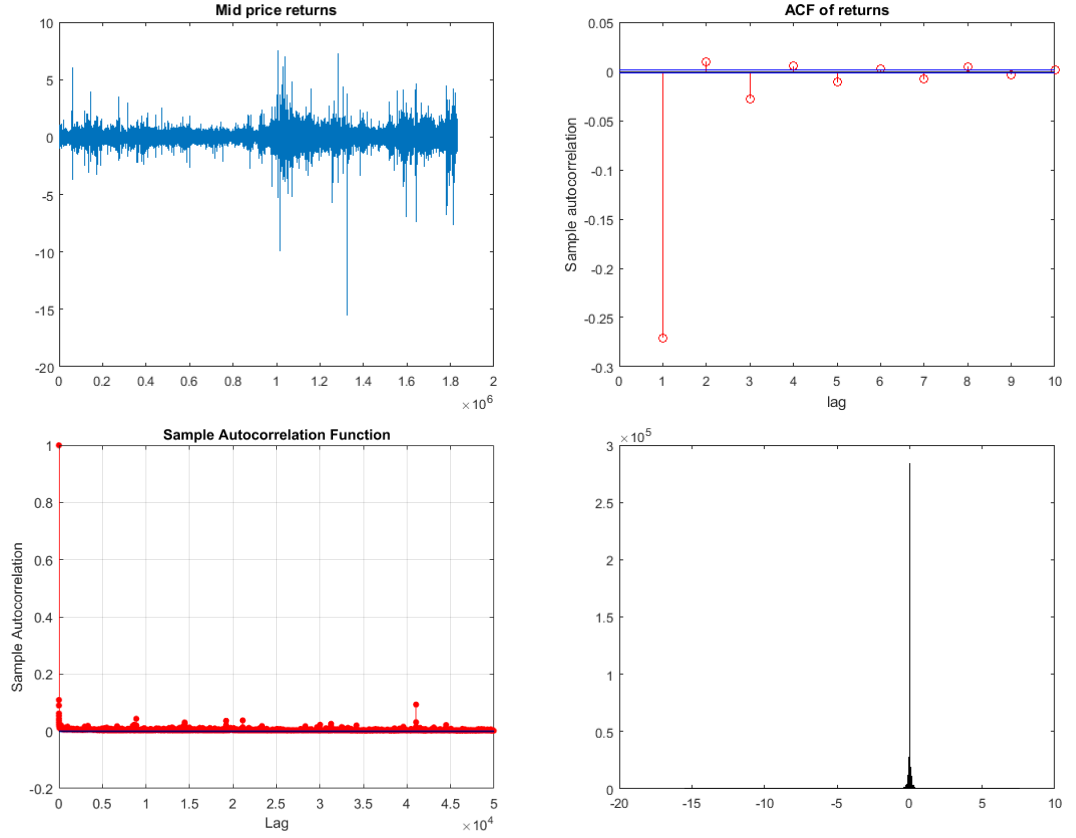 Mid price returns
10
5
0
-5
-10
-15
-20
0 0.2 0.4 0.6 0.8 1 1.2 1.4 1.6 1.8 2
×10^6
ACF of returns
0.05
0
-0.05
-0.1
-0.15
-0.2
-0.25
-0.3
Sample autocorrelation
0 1 2 3 4 5 6 7 8 9 10
lag
Sample Autocorrelation Function
1
0.8
0.6
0.4
0.2
0
-0.2
Sample Autocorrelation
0 0.5 1 1.5 2 2.5 3 3.5 4 4.5 5
Lag
×10^4
×10^5
3
2.5
2
1.5
1
0.5
0
-20 -15 -10 -5 0 5 10